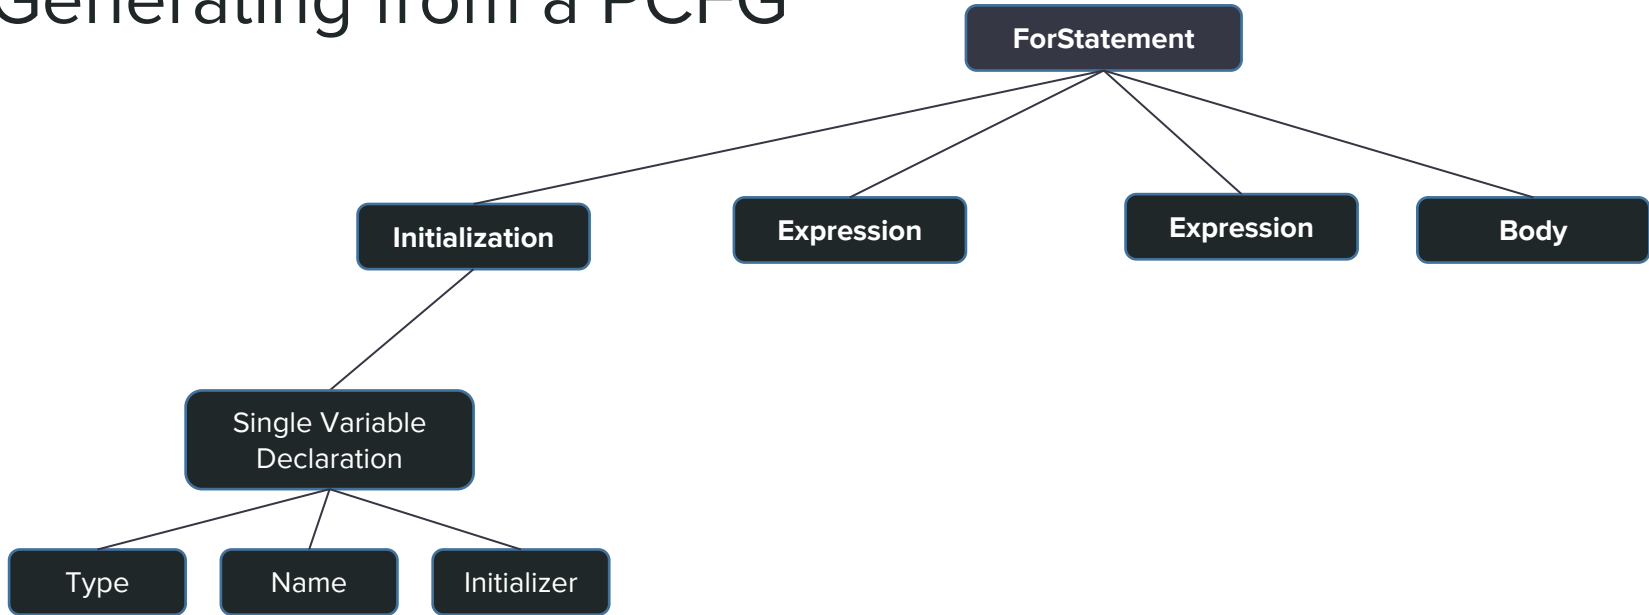 Generating from a PCFG
ForStatement
Initialization
Expression
Expression
Body
Single Variable
Declaration
Type
Name
Initializer